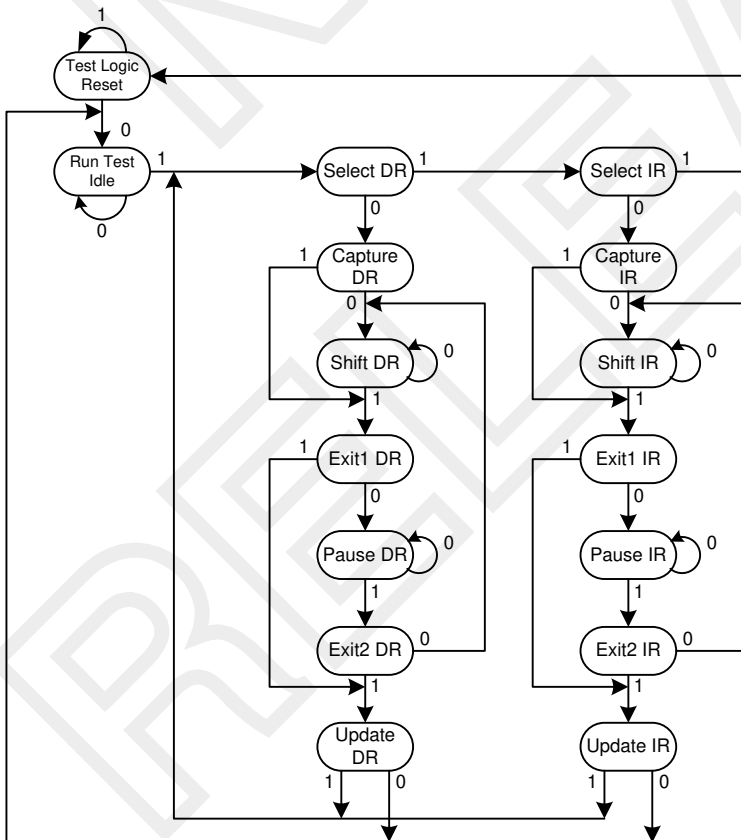 1
Test Logic
Reset
0
Run Test
Idle
1
0
Select DR
1
0
Select IR
1
0
Capture
DR
1
0
Capture
IR
1
0
Shift DR
0
1
Shift IR
0
1
Exit1 DR
1
0
Exit1 IR
1
0
Pause DR
0
1
Pause IR
0
1
Exit2 DR
0
1
Exit2 IR
0
1
Update
DR
1
0
Update IR
1
0